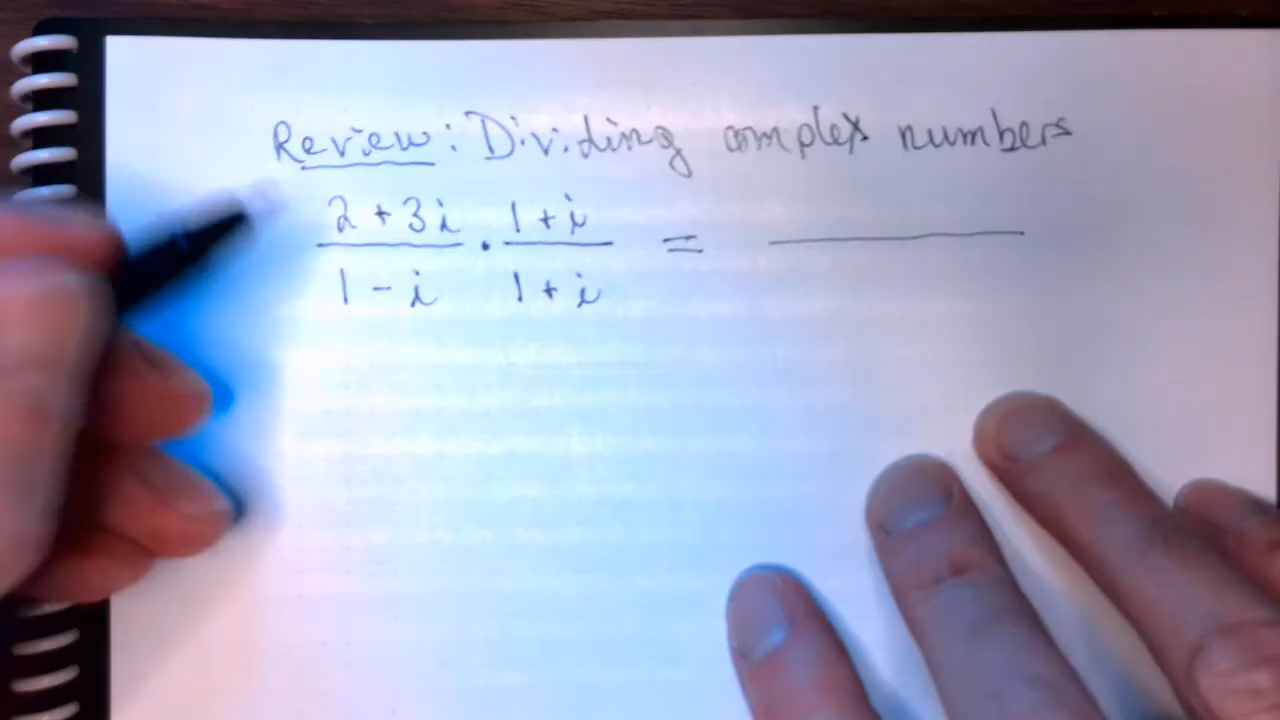 Review: Dividing complex numbers
2 + 3i / 1 - i · 1 + i / 1 + i =